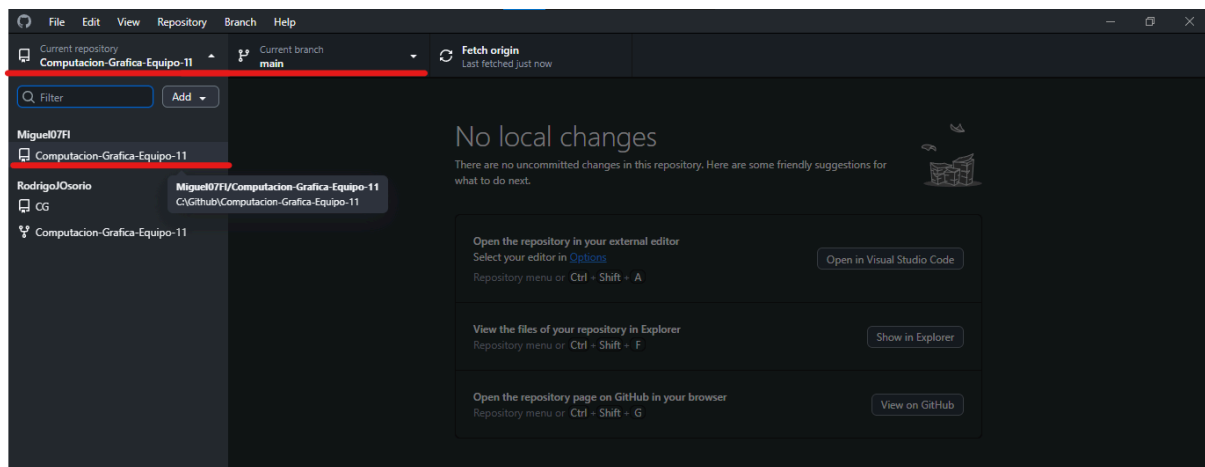 File Edit View Repository Branch Help
Current repository
Computacion-Grafica-Equipo-11
Current branch
main
Fetch origin
Last fetched just now
Filter
Add
Miguel07FI
Computacion-Grafica-Equipo-11
Miguel07FI/Computacion-Grafica-Equipo-11
C:\Github\Computacion-Grafica-Equipo-11
RodrigoJOsorio
CG
Computacion-Grafica-Equipo-11
No local changes
There are no uncommitted changes in this repository. Here are some friendly suggestions for
what to do next.
Open the repository in your external editor
Select your editor in Options
Repository menu or Ctrl + Shift + A
Open in Visual Studio Code
View the files of your repository in Explorer
Repository menu or Ctrl + Shift + F
Show in Explorer
Open the repository page on GitHub in your browser
Repository menu or Ctrl + Shift + G
View on GitHub